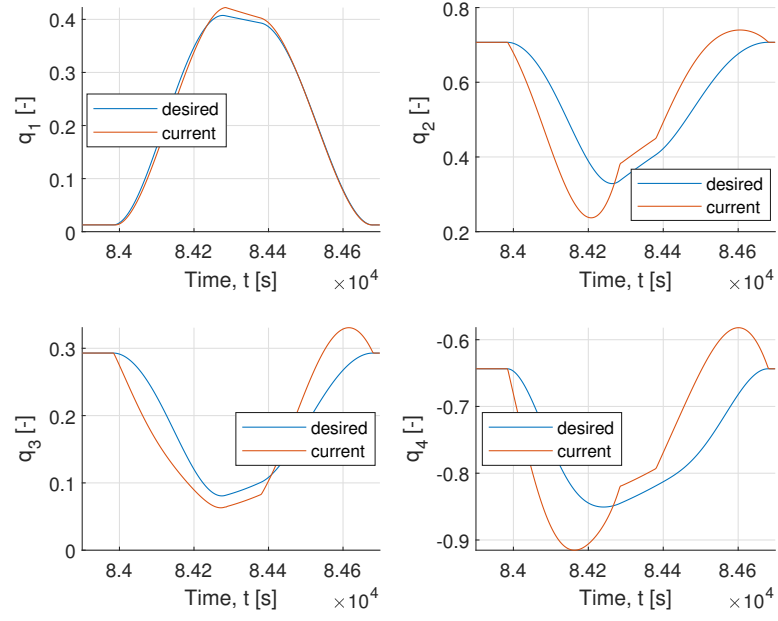 0.4
0.3
0.2
0.1
0
q1 [-]
desired
current
8.4
8.42
8.44
8.46
Time, t [s]
×10^4
0.8
0.6
0.4
0.2
q2 [-]
desired
current
8.4
8.42
8.44
8.46
Time, t [s]
×10^4
0.3
0.2
0.1
0
q3 [-]
desired
current
8.4
8.42
8.44
8.46
Time, t [s]
×10^4
-0.6
-0.7
-0.8
-0.9
q4 [-]
desired
current
8.4
8.42
8.44
8.46
Time, t [s]
×10^4